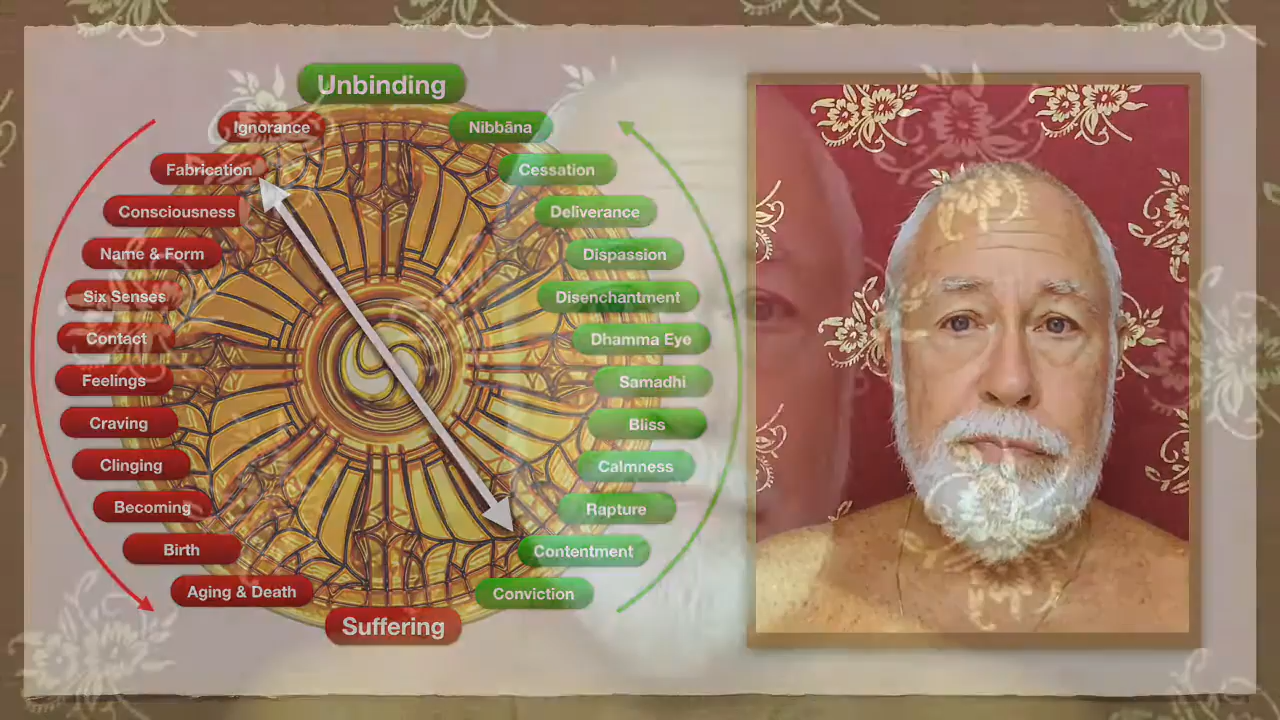 Unbinding
Ignorance
Fabrication
Consciousness
Name & Form
Six Senses
Contact
Feelings
Craving
Clinging
Becoming
Birth
Aging & Death
Suffering
Nibbāna
Cessation
Deliverance
Dispassion
Disenchantment
Dhamma Eye
Samadhi
Bliss
Calmness
Rapture
Contentment
Conviction